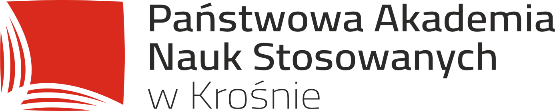 Państwowa Akademia
Nauk Stosowanych
w Krośnie